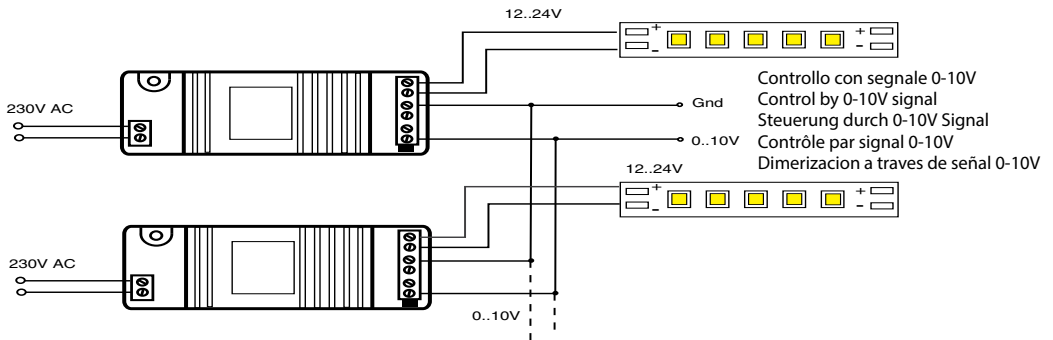 12..24V
+ +
- -
230V AC
Gnd
0..10V
Controllo con segnale 0-10V
Control by 0-10V signal
Steuerung durch 0-10V Signal
Contrôle par signal 0-10V
Dimerizacion a traves de señal 0-10V
12..24V
+ +
- -
230V AC
0..10V